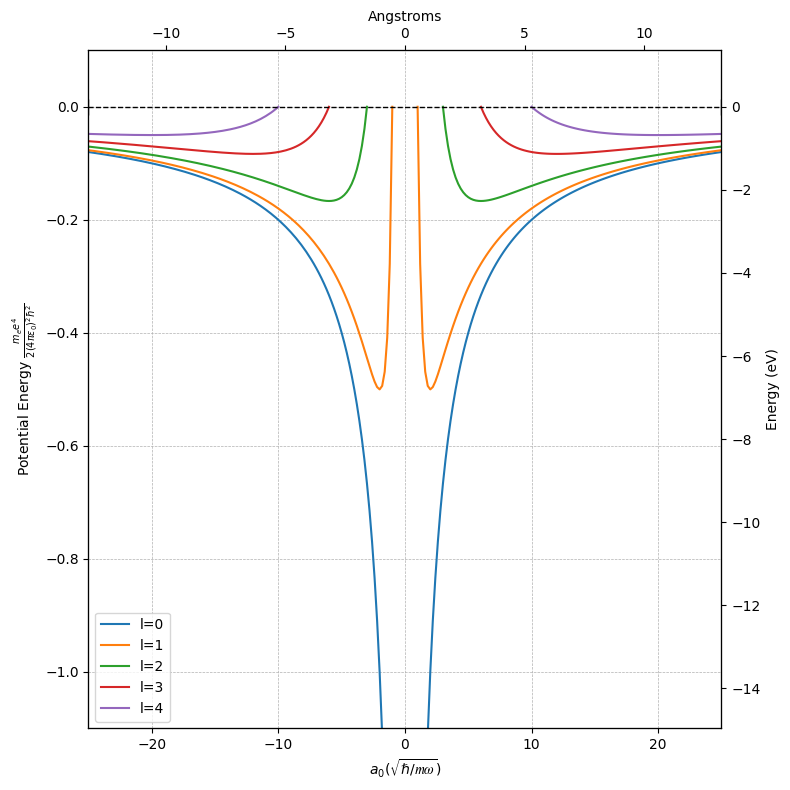 Angstroms
−10 −5 0 5 10
0.0
−0.2
−0.4
−0.6
−0.8
−1.0
Potential Energy $\frac{m_e e^4}{2(4\pi\varepsilon_0)^2\hbar^2}$
0
−2
−4
−6
−8
−10
−12
−14
Energy (eV)
l=0
l=1
l=2
l=3
l=4
−20 −10 0 10 20
$a_0(\sqrt{\hbar/m\omega})$